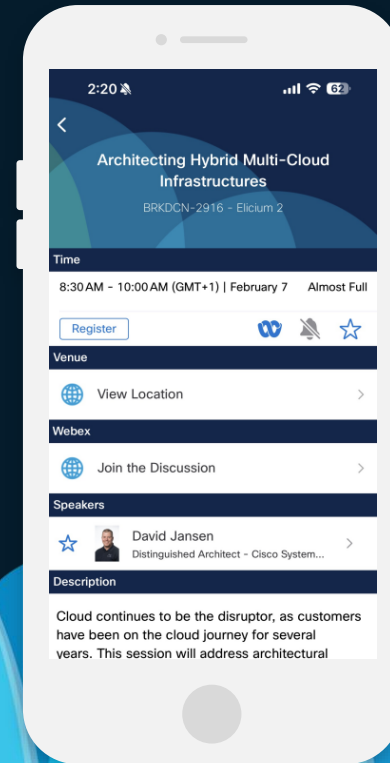 2:20
62
Architecting Hybrid Multi-Cloud
Infrastructures
BRKDCN-2916 - Elicium 2
Time
8:30 AM - 10:00 AM (GMT+1) | February 7 Almost Full
Register
Venue
View Location
Webex
Join the Discussion
Speakers
David Jansen
Distinguished Architect - Cisco System...
Description
Cloud continues to be the disruptor, as customers
have been on the cloud journey for several
years. This session will address architectural